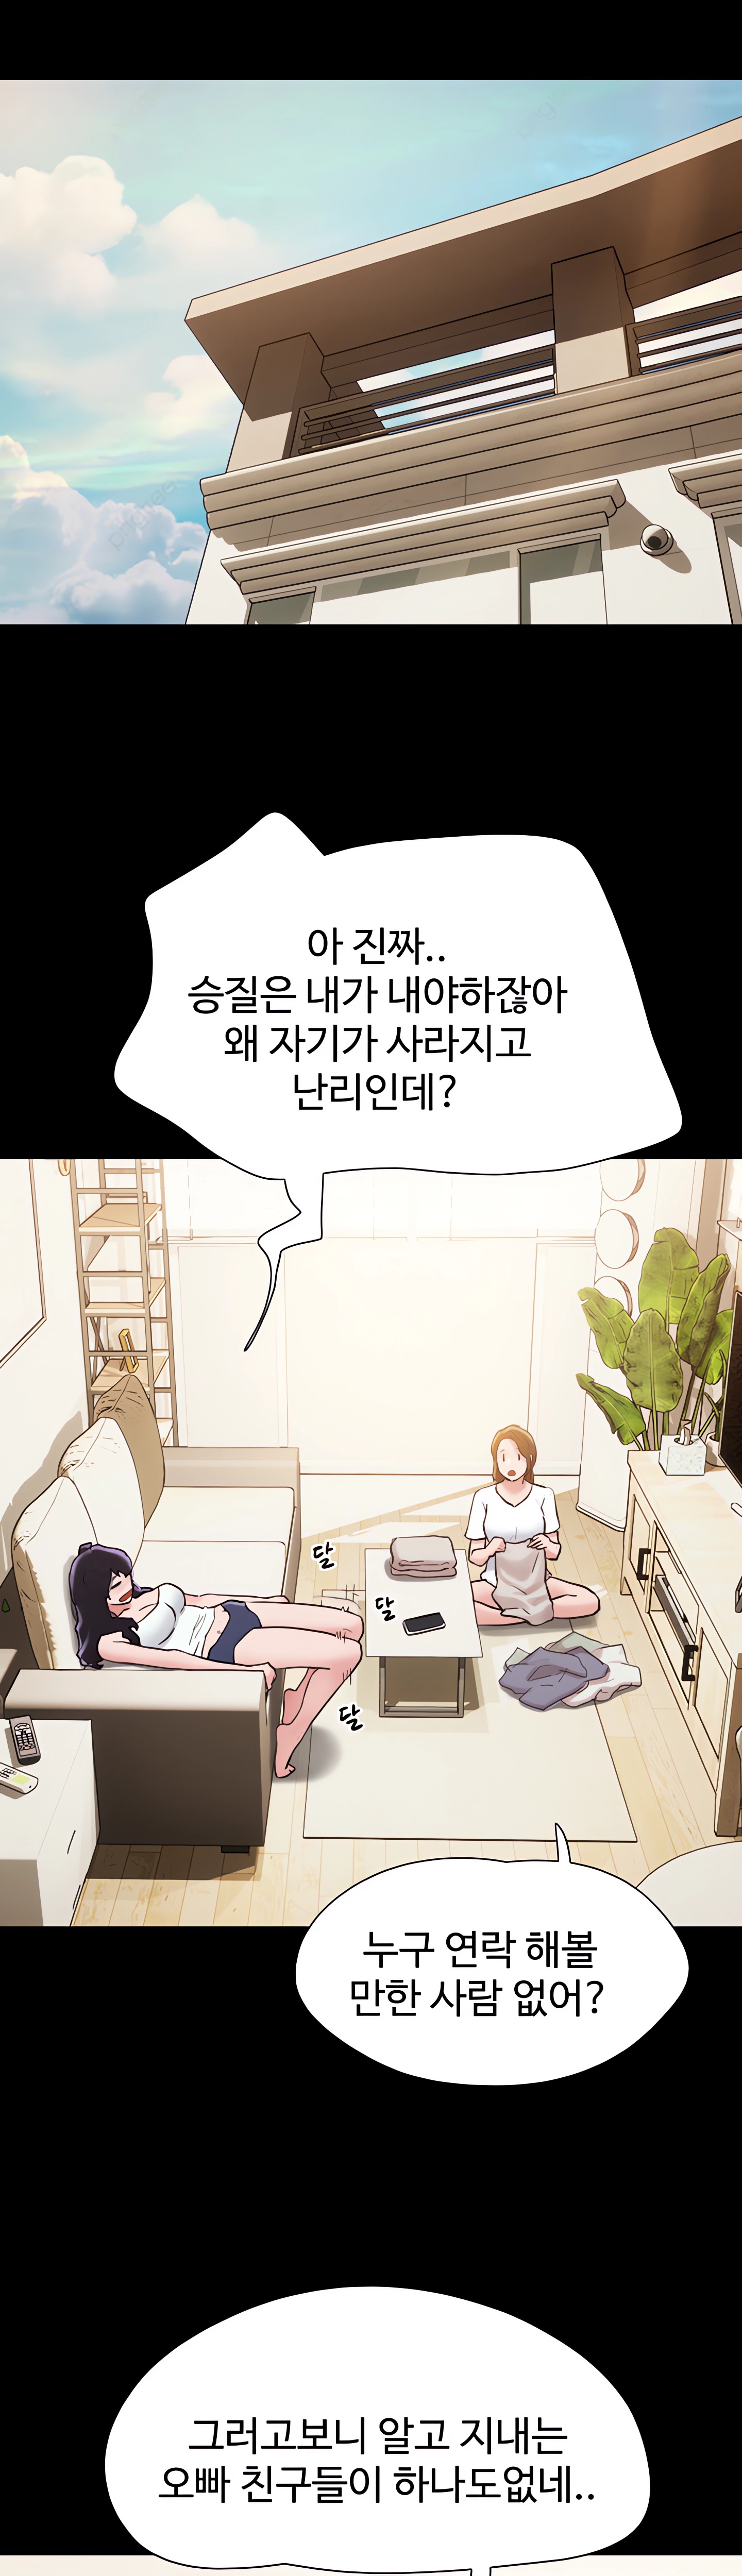 아 진짜..
승질은 내가 내야하잖아
왜 자기가 사라지고
난리인데?
달
달
달
누구 연락 해볼
만한 사람 없어?
그러고보니 알고 지내는
오빠 친구들이 하나도없네..